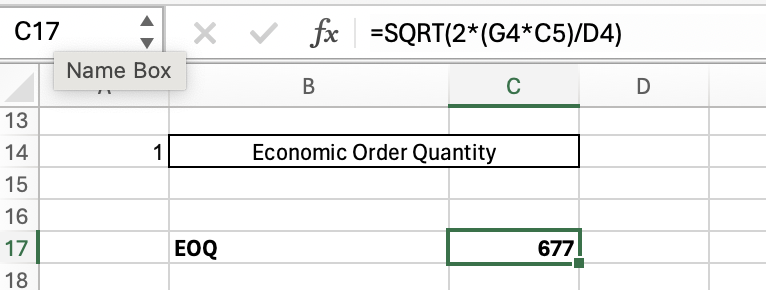 C17 fx =SQRT(2*(G4*C5)/D4)
Name Box
B C D
13
14 1 Economic Order Quantity
15
16
17 EOQ 677
18